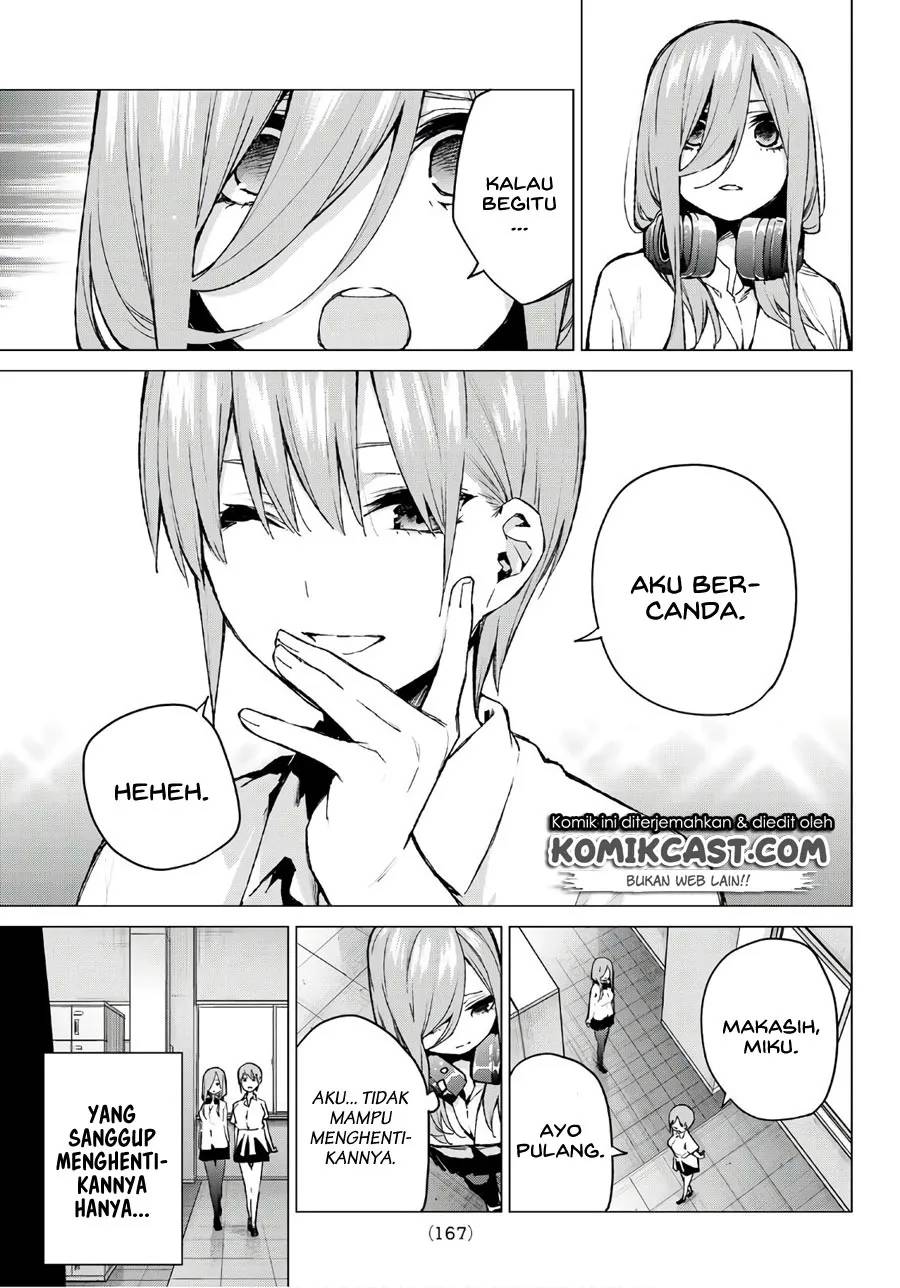 KALAU
BEGITU
...
AKU BER-
CANDA.
HEHEH.
Komik ini diterjemahkan & diedit oleh
KOMIKCAST.COM
BUKAN WEB LAIN!!
MAKASIH,
MIKU.
AYO
PULANG.
AKU... TIDAK
MAMPU
MENGHENTI-
KANNYA.
YANG
SANGGUP
MENGHENTI-
KANNYA
HANYA...
(167)